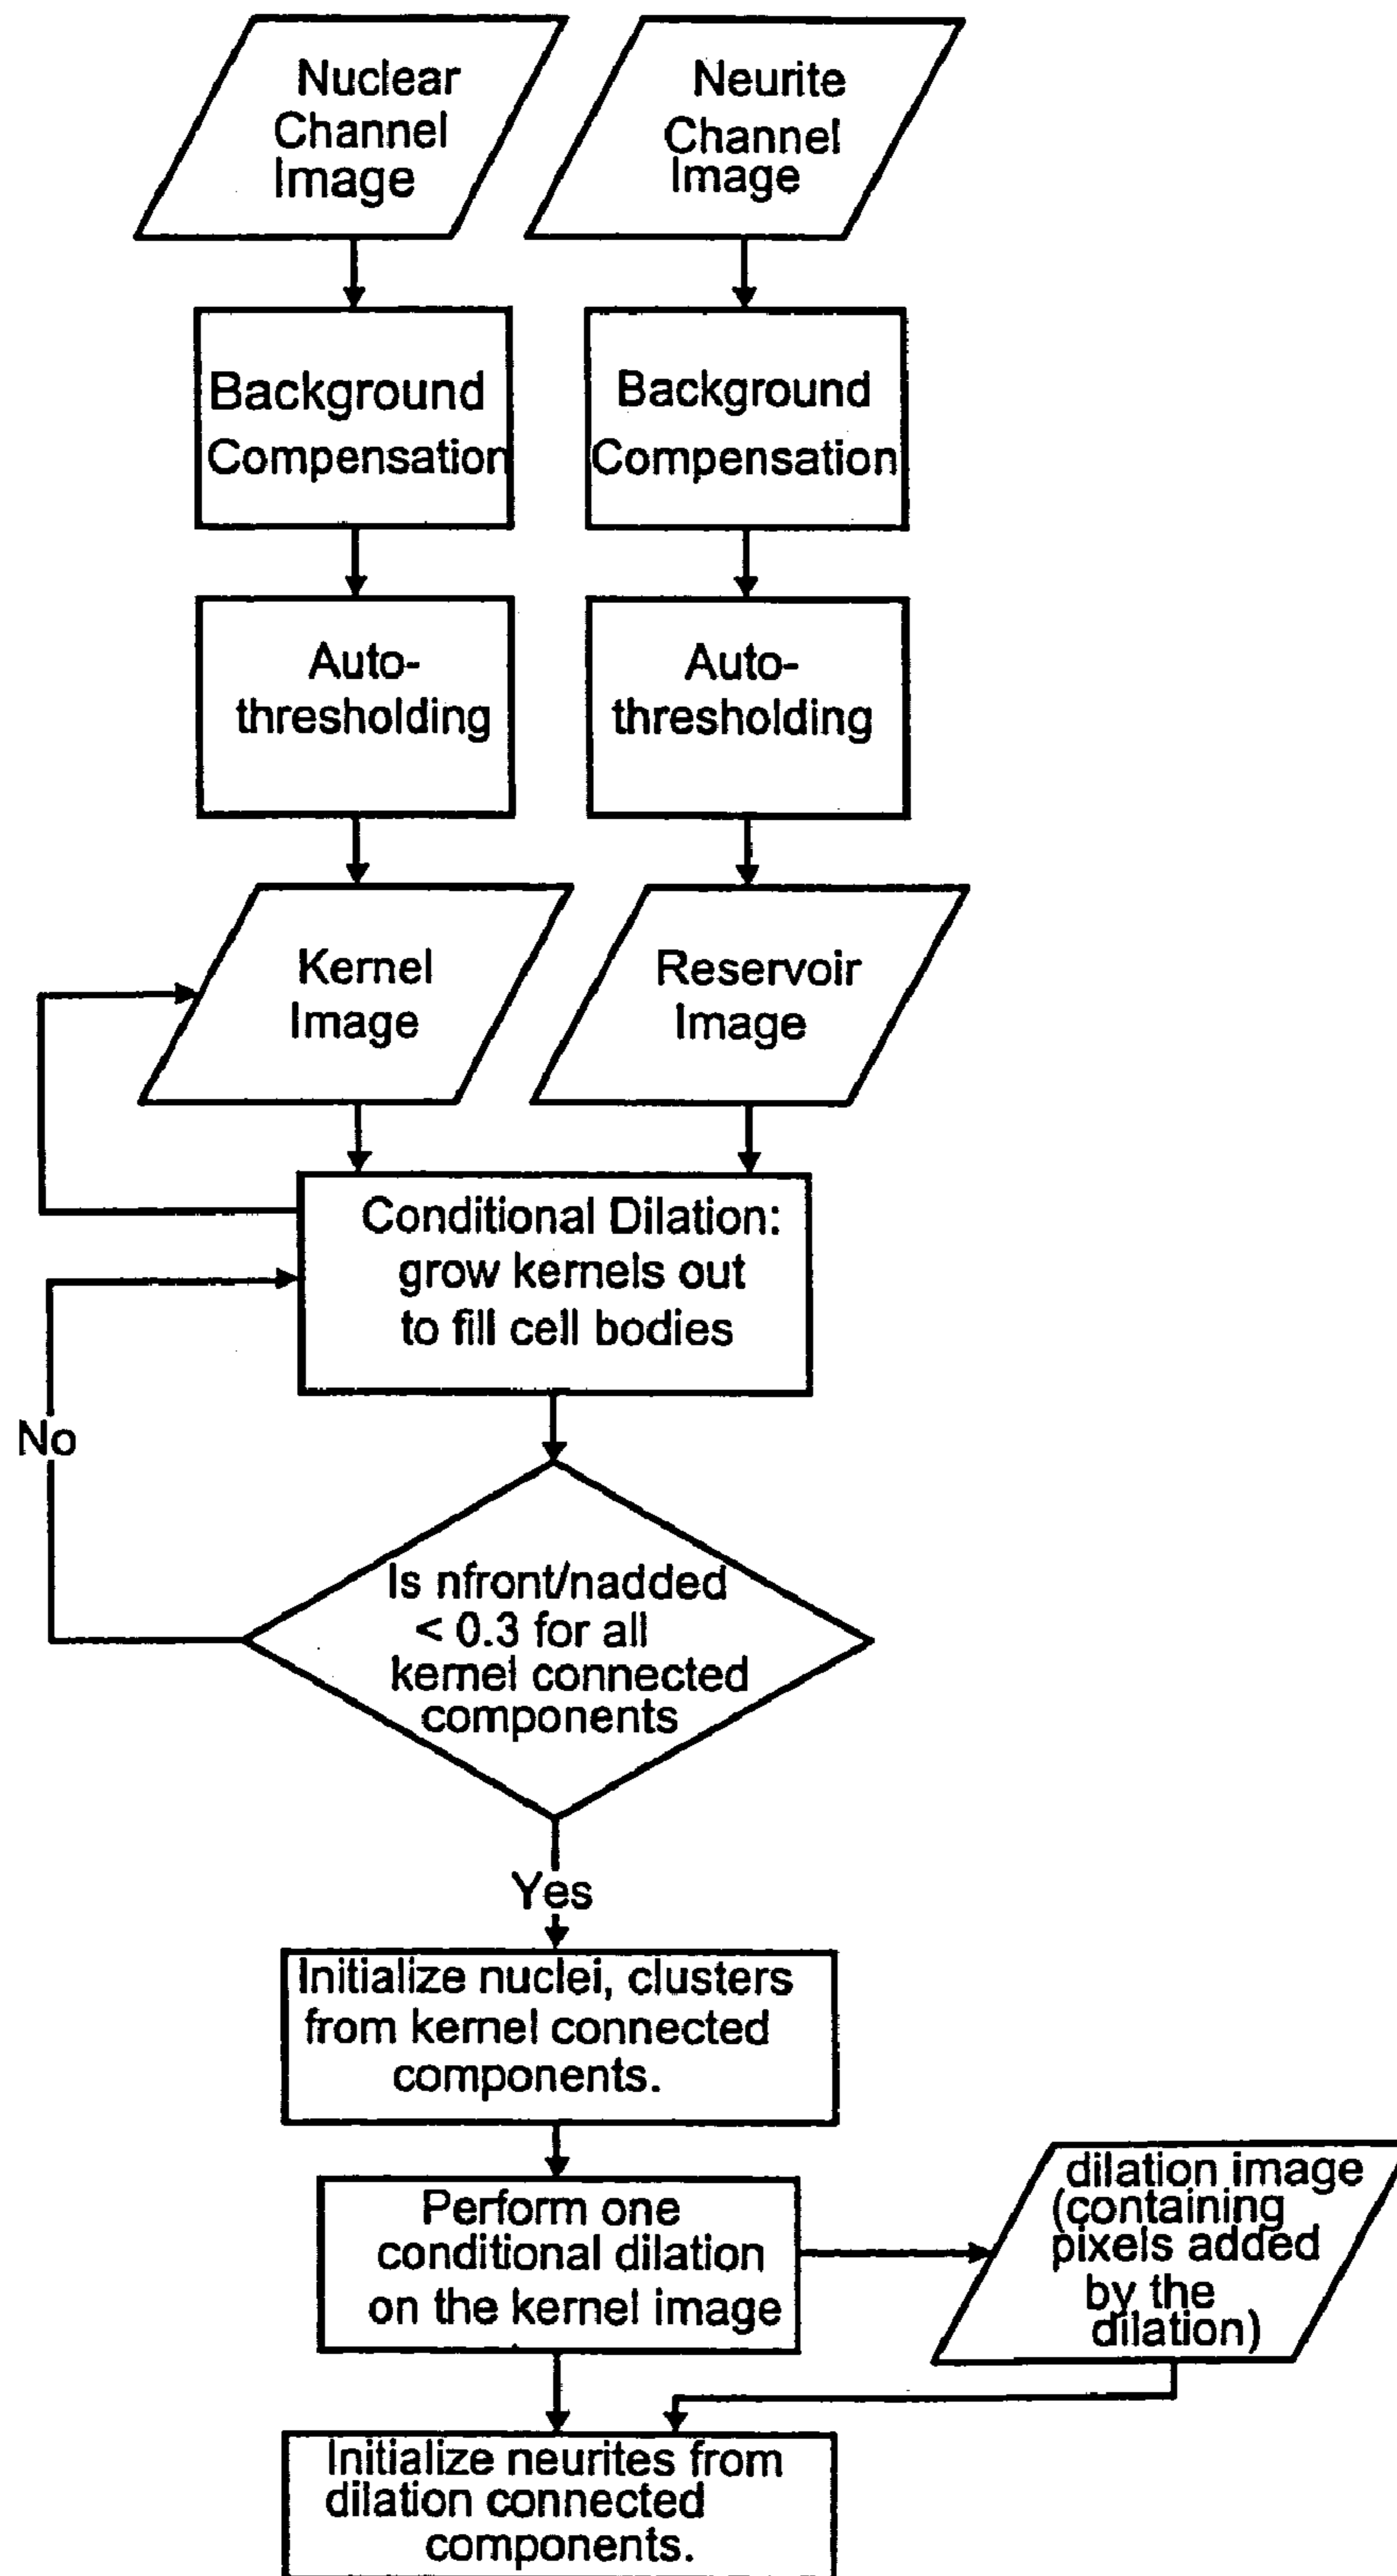 Nuclear
Channel
Image
Neurite
Channel
Image
Background
Compensation
Background
Compensation
Auto-
thresholding
Auto-
thresholding
Kernel
Image
Reservoir
Image
Conditional Dilation:
grow kernels out
to fill cell bodies
No
Is nfront/nadded
< 0.3 for all
kernel connected
components
Yes
Initialize nuclei, clusters
from kernel connected
components.
Perform one
conditional dilation
on the kernel image
dilation image
(containing
pixels added
by the
dilation)
Initialize neurites from
dilation connected
components.